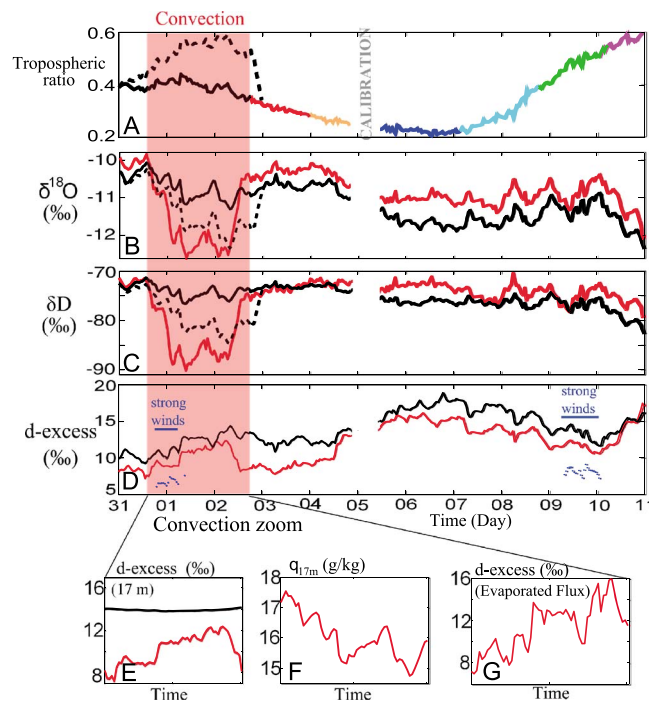 Convection
0.6
Tropospheric
ratio
0.4
0.2
A
CALIBRATION
-10
δ18O
-11
(‰)
-12
B
-70
δD
-80
(‰)
-90
C
20
strong
winds
strong
winds
15
d-excess
10
(‰)
5
D
31 01 02 03 04 05 06 07 08 09 10 11
Convection zoom
Time (Day)
d-excess (‰)
16
(17 m)
12
8
E
Time
q17m (g/kg)
18
17
16
15
F
Time
d-excess (‰)
16
(Evaporated Flux)
12
8
G
Time